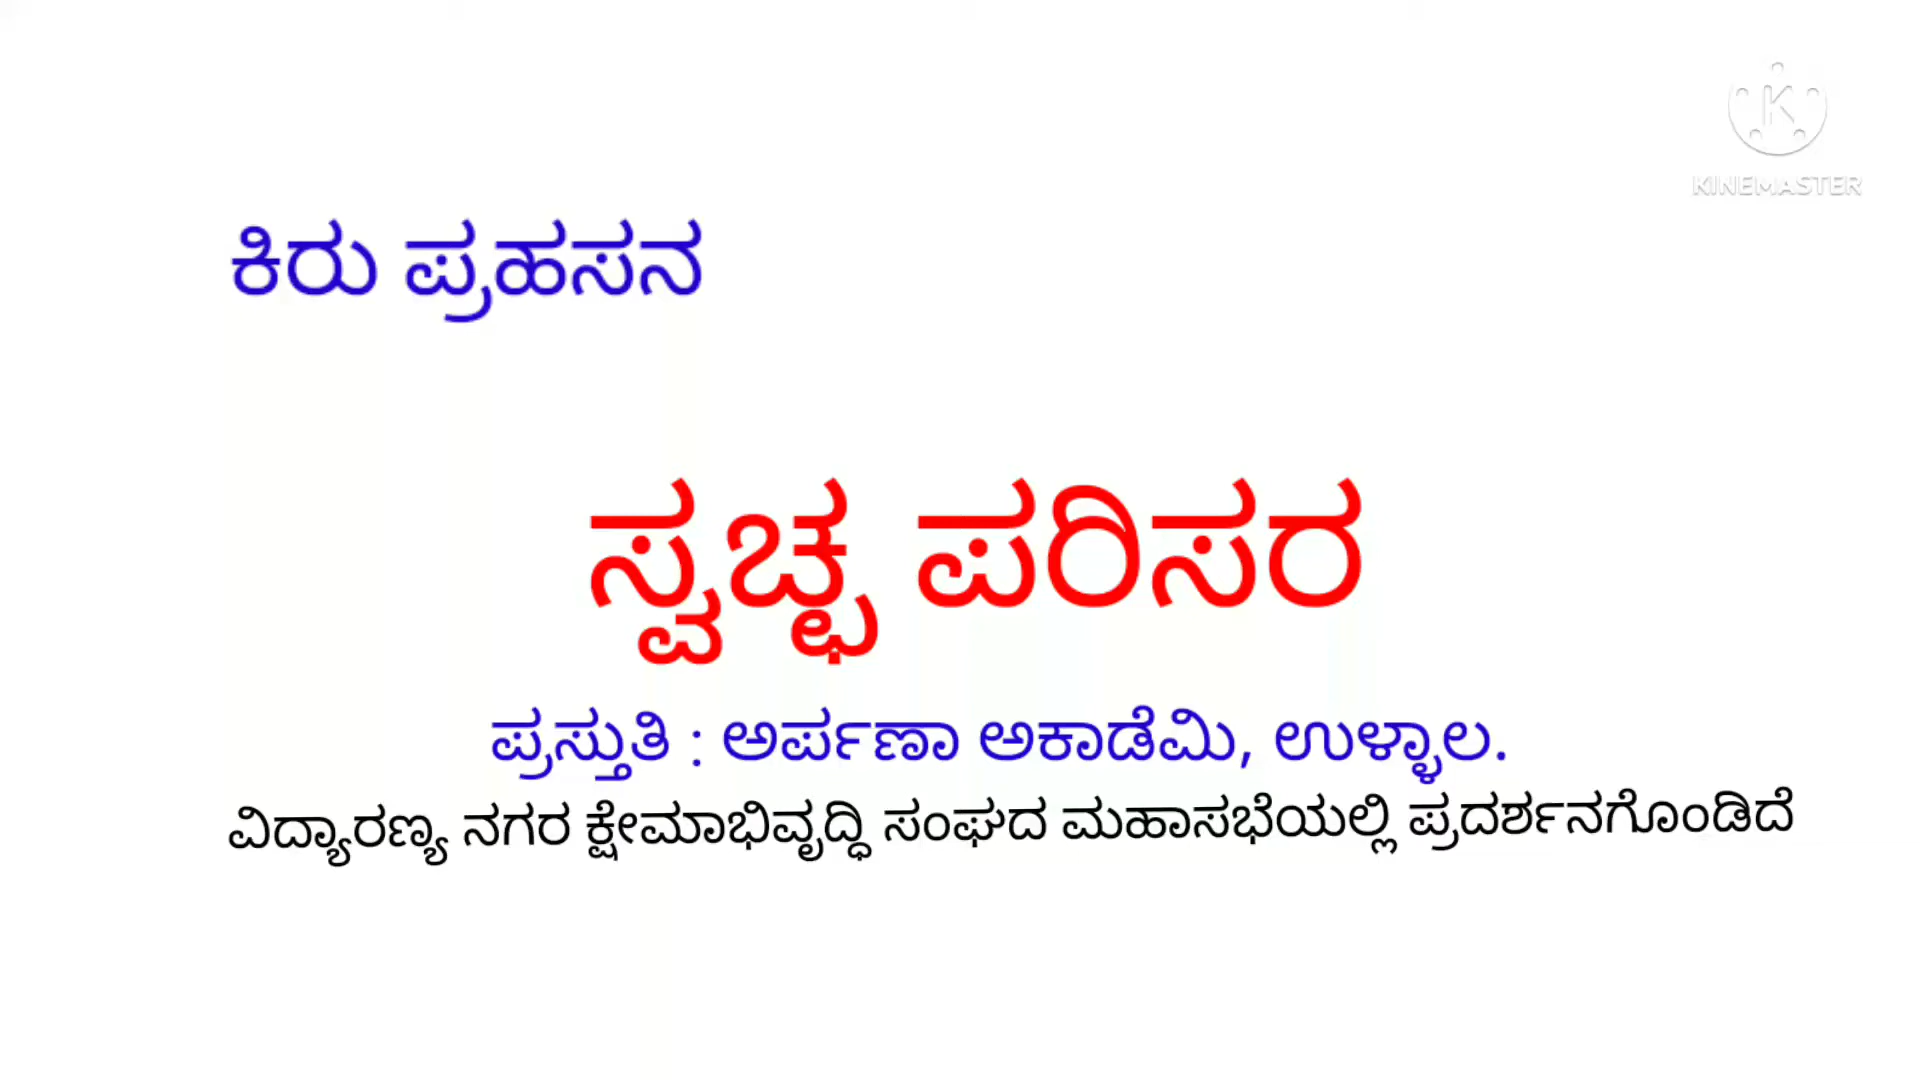 KINEMASTER
ಕಿರು ಪ್ರಹಸನ
ಸ್ವಚ್ಛ ಪರಿಸರ
ಪ್ರಸ್ತುತಿ : ಅರ್ಪಣಾ ಅಕಾಡೆಮಿ, ಉಳ್ಳಾಲ.
ವಿದ್ಯಾರಣ್ಯ ನಗರ ಕ್ಷೇಮಾಭಿವೃದ್ಧಿ ಸಂಘದ ಮಹಾಸಭೆಯಲ್ಲಿ ಪ್ರದರ್ಶನಗೊಂಡಿದೆ